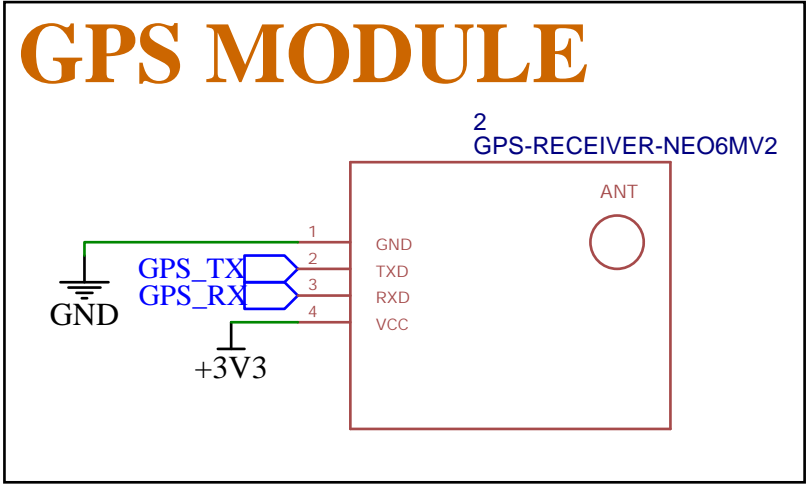 GPS MODULE
2
GPS-RECEIVER-NEO6MV2
ANT
1
GND
GPS_TX
2
TXD
GPS_RX
3
RXD
GND
4
VCC
+3V3